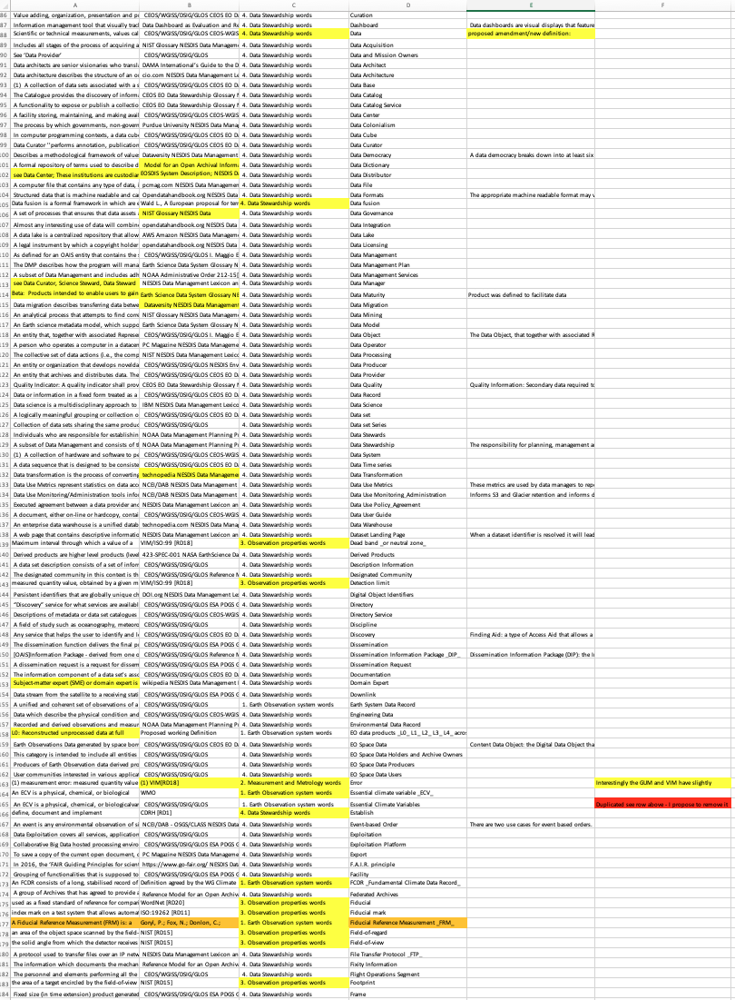 A B C D E F
86 Value adding, organization, presentation and pr CEOS/WGISS/DSIG/GLOS CEOS EO Da 4. Data Stewardship words Curation
87 Information management tool that visually trac Data Dashboard as Evaluation and Re 4. Data Stewardship words Dashboard Data dashboards are visual displays that feature
88 Scientific or technical measurements, values cal CEOS/WGISS/DSIG/GLOS CEOS-WGIS 4. Data Stewardship words Data proposed amendment/new definition:
89 Includes all stages of the process of acquiring a NIST Glossary NESDIS Data Managem 4. Data Stewardship words Data Acquisition
90 See 'Data Provider' CEOS/WGISS/DSIG/GLOS 4. Data Stewardship words Data and Mission Owners
91 Data architects are senior visionaries who transl DAMA International's Guide to the D 4. Data Stewardship words Data Architect
92 Data architecture describes the structure of an o cio.com NESDIS Data Management Le 4. Data Stewardship words Data Architecture
93 (1) A collection of data sets associated with a s CEOS/WGISS/DSIG/GLOS 4. Data Stewardship words Data Base
94 The Catalogue provides the discovery of inform CEOS EO Data Stewardship Glossary N 4. Data Stewardship words Data Catalog
95 A functionality to expose or publish a collectio CEOS EO Data Stewardship Glossary N 4. Data Stewardship words Data Catalog Service
96 A facility storing, maintaining, and making avail CEOS/WGISS/DSIG/GLOS CEOS-WGIS 4. Data Stewardship words Data Center
97 The process by which governments, non-govern Purdue University NESDIS Data Mana 4. Data Stewardship words Data Colonialism
98 In computer programming contexts, a data cub CEOS/WGISS/DSIG/GLOS CEOS EO Da 4. Data Stewardship words Data Cube
99 Data Curator "performs annotation, publication CEOS/WGISS/DSIG/GLOS CEOS EO Da 4. Data Stewardship words Data Curator
100 Describes a methodological framework of value Dataversity NESDIS Data Management 4. Data Stewardship words Data Democracy A data democracy breaks down into at least six
101 A formal repository of terms used to describe d Model for an Open Archival Informa 4. Data Stewardship words Data Dictionary
102 see Data Center; These institutions are custodian EOSDIS System Description; NESDIS Da 4. Data Stewardship words Data Distributor
103 A computer file that contains any type of data, i pcmag.com NESDIS Data Managemen 4. Data Stewardship words Data File
104 Structured data that is machine readable and ca Opendatahandbook.org NESDIS Data 4. Data Stewardship words Data Formats The appropriate machine readable format may v
105 Data fusion is a formal framework in which are e Wald L., A European proposal for tern 4. Data Stewardship words Data fusion
106 A set of processes that ensures that data assets a NIST Glossary NESDIS Data 4. Data Stewardship words Data Governance
107 Almost any interesting use of data will combine opendatahandbook.org NESDIS Data 4. Data Stewardship words Data Integration
108 A data lake is a centralized repository that allow AWS Amazon NESDIS Data Managem 4. Data Stewardship words Data Lake
109 A legal instrument by which a copyright holder opendatahandbook.org NESDIS Data 4. Data Stewardship words Data Licensing
110 As defined for an OAIS entity that contains the s CEOS/WGISS/DSIG/GLOS I. Maggio E 4. Data Stewardship words Data Management
111 The DMP describes how the program will mana Earth Science Data System Glossary N 4. Data Stewardship words Data Management Plan
112 A subset of Data Management and includes adh NOAA Administrative Order 212-15[ 4. Data Stewardship words Data Management Services
113 see Data Curator, Science Steward, Data Steward NESDIS Data Management Lexicon an 4. Data Stewardship words Data Manager
114 Beta: Products intended to enable users to gain Earth Science Data System Glossary NE 4. Data Stewardship words Data Maturity Product was defined to facilitate data
115 Data migration describes transferring data betwe Dataversity NESDIS Data Management 4. Data Stewardship words Data Migration
116 An analytic process that attempts to find corre NIST Glossary NESDIS Data Managem 4. Data Stewardship words Data Mining
117 An Earth science metadata model, which suppo Earth Science Data System Glossary N 4. Data Stewardship words Data Model
118 An entity that, together with associated Represe CEOS/WGISS/DSIG/GLOS I. Maggio E 4. Data Stewardship words Data Object The Data Object, that together with associated R
119 A person who operates a computer in a datacen PC Magazine NESDIS Data Managem 4. Data Stewardship words Data Operator
120 The collective set of data actions (i.e., the comp NIST NESDIS Data Management Lexico 4. Data Stewardship words Data Processing
121 An entity or organization that develops novelda CEOS/WGISS/DSIG/GLOS NESDIS Env 4. Data Stewardship words Data Producer
122 An entity that archives and distributes data. The CEOS/WGISS/DSIG/GLOS CEOS EO Da 4. Data Stewardship words Data Provider
123 Quality Indicator: A quality indicator shall prov CEOS EO Data Stewardship Glossary N 4. Data Stewardship words Data Quality Quality Information: Secondary data required to
124 Data or information in a fixed form treated as a CEOS/WGISS/DSIG/GLOS CEOS EO Da 4. Data Stewardship words Data Record
125 Data science is a multidisciplinary approach to IBM NESDIS Data Management Lexico 4. Data Stewardship words Data Science
126 A logically meaningful grouping or collection o CEOS/WGISS/DSIG/GLOS CEOS EO Da 4. Data Stewardship words Data set
127 Collection of data sets sharing the same produc CEOS/WGISS/DSIG/GLOS 4. Data Stewardship words Data set Series
128 Individuals who are responsible for establishin NOAA Data Management Planning Pr 4. Data Stewardship words Data Stewards
129 A subset of Data Management and consists of th NOAA Data Management Planning Pr 4. Data Stewardship words Data Stewardship The responsibility for planning, management an
130 (1) A collection of hardware and software to pe CEOS/WGISS/DSIG/GLOS CEOS-WGIS 4. Data Stewardship words Data System
131 A data sequence that is designed to be consiste CEOS/WGISS/DSIG/GLOS CEOS EO Da 4. Data Stewardship words Data Time series
132 Data transformation is the process of converting technopedia NESDIS Data Manageme 4. Data Stewardship words Data Transformation
133 Data Use Metrics represent statistics on data acc NCEI/DAB NESDIS Data Management 4. Data Stewardship words Data Use Metrics These metrics are used by data managers to repo
134 Data Use Monitoring/Administration tools infor NCEI/DAB NESDIS Data Management 4. Data Stewardship words Data Use Monitoring_Administration Informs S3 and Glacier retention and informs d
135 Executed agreement between a data provider an NESDIS Data Management Lexicon an 4. Data Stewardship words Data Use Policy_Agreement
136 A document, either on-line or hardcopy, contai CEOS/WGISS/DSIG/GLOS CEOS-WGIS 4. Data Stewardship words Data User Guide
137 An enterprise data warehouse is a unified datab technopedia.com NESDIS Data Mana 4. Data Stewardship words Data Warehouse
138 A web page that contains descriptive informatio NESDIS Data Management Lexicon an 4. Data Stewardship words Dataset Landing Page When a dataset identifier is resolved it will lead
139 Maximum interval through which a value of a VIM/ISO:99 [RD18] 3. Observation properties words Dead band _or neutral zone_
140 Derived products are higher level products (leve 423-SPEC-001 NASA EarthScience Da 4. Data Stewardship words Derived Products
141 A data set description consists of a set of infor CEOS/WGISS/DSIG/GLOS 4. Data Stewardship words Description Information
142 The designated community in this context is th CEOS/WGISS/DSIG/GLOS Reference M 4. Data Stewardship words Designated Community
143 measured quantity value, obtained by a given m VIM/ISO:99 [RD18] 3. Observation properties words Detection limit
144 Persistent identifiers that are globally unique ch DOI.org NESDIS Data Management Le 4. Data Stewardship words Digital Object Identifiers
145 "Discovery" service for what services are availabl CEOS/WGISS/DSIG/GLOS ESA PDGS G 4. Data Stewardship words Directory
146 Descriptions of metadata or data set catalogues CEOS/WGISS/DSIG/GLOS CEOS-WGIS 4. Data Stewardship words Directory Service
147 A field of study such as oceanography, meteoro CEOS/WGISS/DSIG/GLOS 4. Data Stewardship words Discipline
148 Any service that helps the user to identify and lo CEOS/WGISS/DSIG/GLOS CEOS EO Da 4. Data Stewardship words Discovery Finding Aid: a type of Access Aid that allows a
149 The dissemination function delivers the final pr CEOS/WGISS/DSIG/GLOS ESA PDGS G 4. Data Stewardship words Dissemination
150 [OAIS]Information Package - derived from one o CEOS/WGISS/DSIG/GLOS Reference M 4. Data Stewardship words Dissemination Information Package _DIP_ Dissemination Information Package (DIP): the In
151 A dissemination request is a request for dissem CEOS/WGISS/DSIG/GLOS ESA PDGS G 4. Data Stewardship words Dissemination Request
152 The information component of a data set's asso CEOS/WGISS/DSIG/GLOS CEOS EO Da 4. Data Stewardship words Documentation
153 Subject-matter expert (SME) or domain expert is wikipedia NESDIS Data Management L 4. Data Stewardship words Domain Expert
154 Data stream from the satellite to a receiving stati CEOS/WGISS/DSIG/GLOS ESA PDGS G 4. Data Stewardship words Downlink
155 A unified and coherent set of observations of a CEOS/WGISS/DSIG/GLOS 1. Earth Observation system words Earth System Data Record
156 Data which describe the physical condition and CEOS/WGISS/DSIG/GLOS 4. Data Stewardship words Engineering Data
157 Recorded and derived observations and measur NOAA Data Management Planning Pr 4. Data Stewardship words Environmental Data Record
158 L0: Reconstructed unprocessed data at full Proposed working Definition 1. Earth Observation system words EO data products _L0_ L1_ L2_ L3_ L4_ acros
159 Earth Observations Data generated by space bor CEOS/WGISS/DSIG/GLOS CEOS EO Da 4. Data Stewardship words EO Space Data Content Data Object: the Digital Data Object tha
160 This category is intended to include all entities CEOS/WGISS/DSIG/GLOS 4. Data Stewardship words EO Space Data Holders and Archive Owners
161 Producers of Earth Observation data derived pro CEOS/WGISS/DSIG/GLOS 4. Data Stewardship words EO Space Data Producers
162 User communities interested in various applicat CEOS/WGISS/DSIG/GLOS 4. Data Stewardship words EO Space Data Users
163 (1) measurement error: measured quantity value (1) VIM[RD18] 2. Measurement and Metrology words Error Interestingly the GUM and VIM have slightly
164 An ECV is a physical, chemical, or biological WMO 1. Earth Observation system words Essential climate variable _ECV_
165 An ECV is a physical, chemical, or biologicalvar CEOS/WGISS/DSIG/GLOS 1. Earth Observation system words Essential Climate Variables Duplicated see row above - I propose to remove it
166 define, document and implement CDRH [RD1] 4. Data Stewardship words Establish
167 An event is any environmental observation of si NCEI/DAB - OSGS/CLASS NESDIS Data 4. Data Stewardship words Event-based Order There are two use cases for event based orders.
168 Data Exploitation covers all services, application CEOS/WGISS/DSIG/GLOS ESA PDGS G 4. Data Stewardship words Exploitation
169 Collaborative Big Data hosted processing enviro CEOS/WGISS/DSIG/GLOS ESA PDGS G 4. Data Stewardship words Exploitation Platform
170 To save a copy of the current open document, d PC Magazine NESDIS Data Managem 4. Data Stewardship words Export
171 In 2016, the 'FAIR Guiding Principles for scient https://www.go-fair.org/ NESDIS Data 4. Data Stewardship words F.A.I.R. principle
172 Grouping of functionalities that is supposed to CEOS/WGISS/DSIG/GLOS ESA PDGS G 4. Data Stewardship words Facility
173 An FCDR consists of a long, stabilised record of Definition agreed by the WG Climate 1. Earth Observation system words FCDR _Fundamental Climate Data Record_
174 A group of Archives that has agreed to provide a Reference Model for an Open Archiv 4. Data Stewardship words Federated Archives
175 used as a fixed standard of reference for compar WordNet [RD20] 3. Observation properties words Fiducial
176 index mark on a test system that allows automat ISO:19262 [RD11] 3. Observation properties words Fiducial mark
177 A Fiducial Reference Measurement (FRM) is: a Goryl, P.; Fox, N.; Donlon, C.; 1. Earth Observation system words Fiducial Reference Measurement _FRM_
178 an area of the object space scanned by the field- NIST [RD15] 3. Observation properties words Field-of-regard
179 the solid angle from which the detector receives NIST [RD15] 3. Observation properties words Field-of-view
180 A protocol used to transfer files over an IP netw NESDIS Data Management Lexicon an 4. Data Stewardship words File Transfer Protocol _FTP_
181 The information which documents the mechan Reference Model for an Open Archiv 4. Data Stewardship words Fixity Information
182 The personnel and elements performing all the CEOS/WGISS/DSIG/GLOS 4. Data Stewardship words Flight Operations Segment
183 the area of a target encircled by the field-of-view NIST [RD15] 3. Observation properties words Footprint
184 Fixed size (in time extension) product generated CEOS/WGISS/DSIG/GLOS ESA PDGS G 4. Data Stewardship words Frame